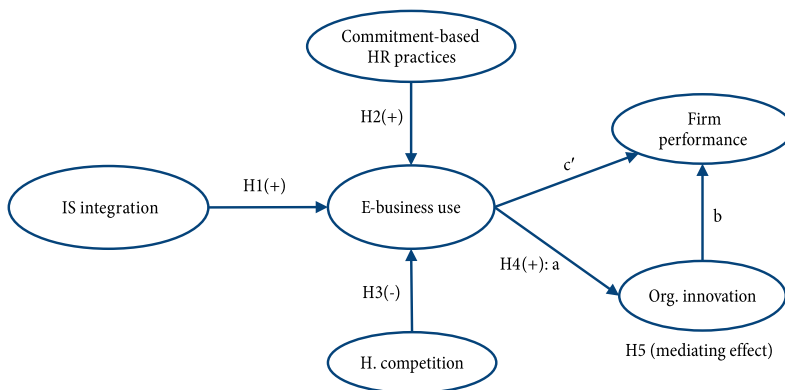 Commitment-based
HR practices
H2(+)
Firm
performance
c′
H1(+)
IS integration
E-business use
b
H4(+): a
H3(-)
Org. innovation
H. competition
H5 (mediating effect)